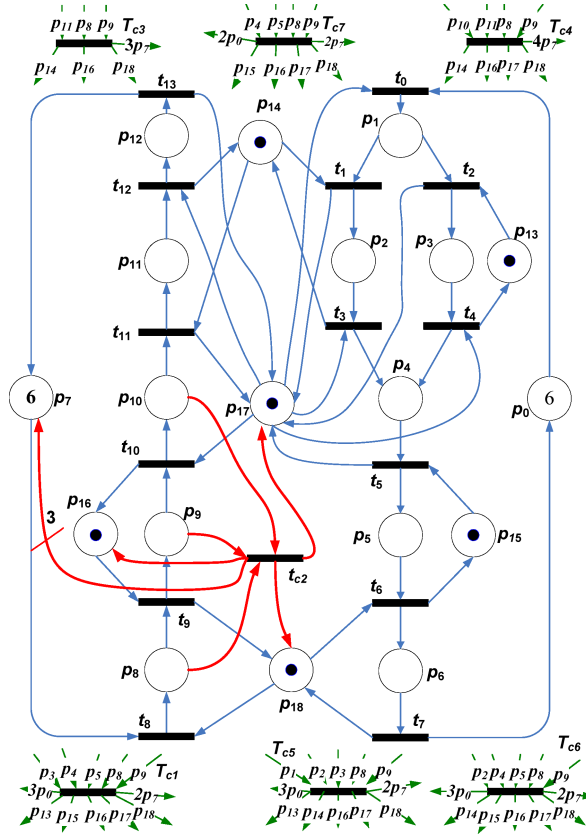 p11 p8 p9 Tc3
3p7
p14 p16 p18
p4 p5 p8 p9 Tc7
2p0 2p7
p15 p16 p17 p18
p10 p11 p8 p9 Tc4
4p7
p14 p16 p17 p18
t13 t0
p14
p12 p1
t12 t1 t2
p11 p2 p3 p13
t11 t3 t4
6 p7 p10 p17 p4 p0 6
t10 t5
3 p16 p9 p5 p15
tc2
t9 t6
p8 p18 p6
t8 t7
p3 p4 p5 p8 p9 Tc1
3p0 2p7
p13 p15 p16 p17 p18
Tc5 p1 p2 p3 p8 p9
3p0 2p7
p13 p14 p16 p17 p18
p2 p4 p5 p8 p9 Tc6
3p0 2p7
p14 p15 p16 p17 p18